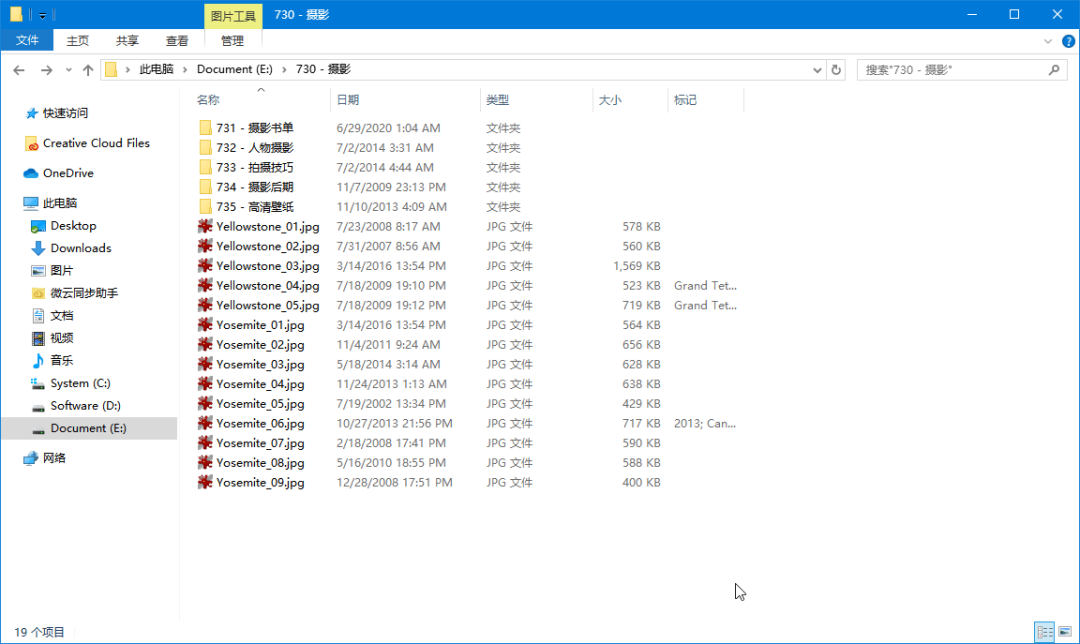 图片工具 730 - 摄影
文件 主页 共享 查看 管理
此电脑 Document (E:) 730 - 摄影 搜索"730 - 摄影"
快速访问
Creative Cloud Files
OneDrive
此电脑
Desktop
Downloads
图片
微云同步助手
文档
视频
音乐
System (C:)
Software (D:)
Document (E:)
网络
名称 日期 类型 大小 标记
731 - 摄影书单 6/29/2020 1:04 AM 文件夹
732 - 人物摄影 7/2/2014 3:31 AM 文件夹
733 - 拍摄技巧 7/2/2014 4:44 AM 文件夹
734 - 摄影后期 11/7/2009 23:13 PM 文件夹
735 - 高清壁纸 11/10/2013 4:09 AM 文件夹
Yellowstone_01.jpg 7/23/2008 8:17 AM JPG 文件 578 KB
Yellowstone_02.jpg 7/31/2007 8:56 AM JPG 文件 560 KB
Yellowstone_03.jpg 3/14/2016 13:54 PM JPG 文件 1,569 KB
Yellowstone_04.jpg 7/18/2009 19:10 PM JPG 文件 523 KB Grand Tet...
Yellowstone_05.jpg 7/18/2009 19:12 PM JPG 文件 719 KB Grand Tet...
Yosemite_01.jpg 3/14/2016 13:54 PM JPG 文件 564 KB
Yosemite_02.jpg 11/4/2011 9:24 AM JPG 文件 656 KB
Yosemite_03.jpg 5/18/2014 3:14 AM JPG 文件 628 KB
Yosemite_04.jpg 11/24/2013 1:13 AM JPG 文件 638 KB
Yosemite_05.jpg 7/19/2002 13:34 PM JPG 文件 429 KB
Yosemite_06.jpg 10/27/2013 21:56 PM JPG 文件 717 KB 2013; Can...
Yosemite_07.jpg 2/18/2008 17:41 PM JPG 文件 590 KB
Yosemite_08.jpg 5/16/2010 18:55 PM JPG 文件 588 KB
Yosemite_09.jpg 12/28/2008 17:51 PM JPG 文件 400 KB
19 个项目